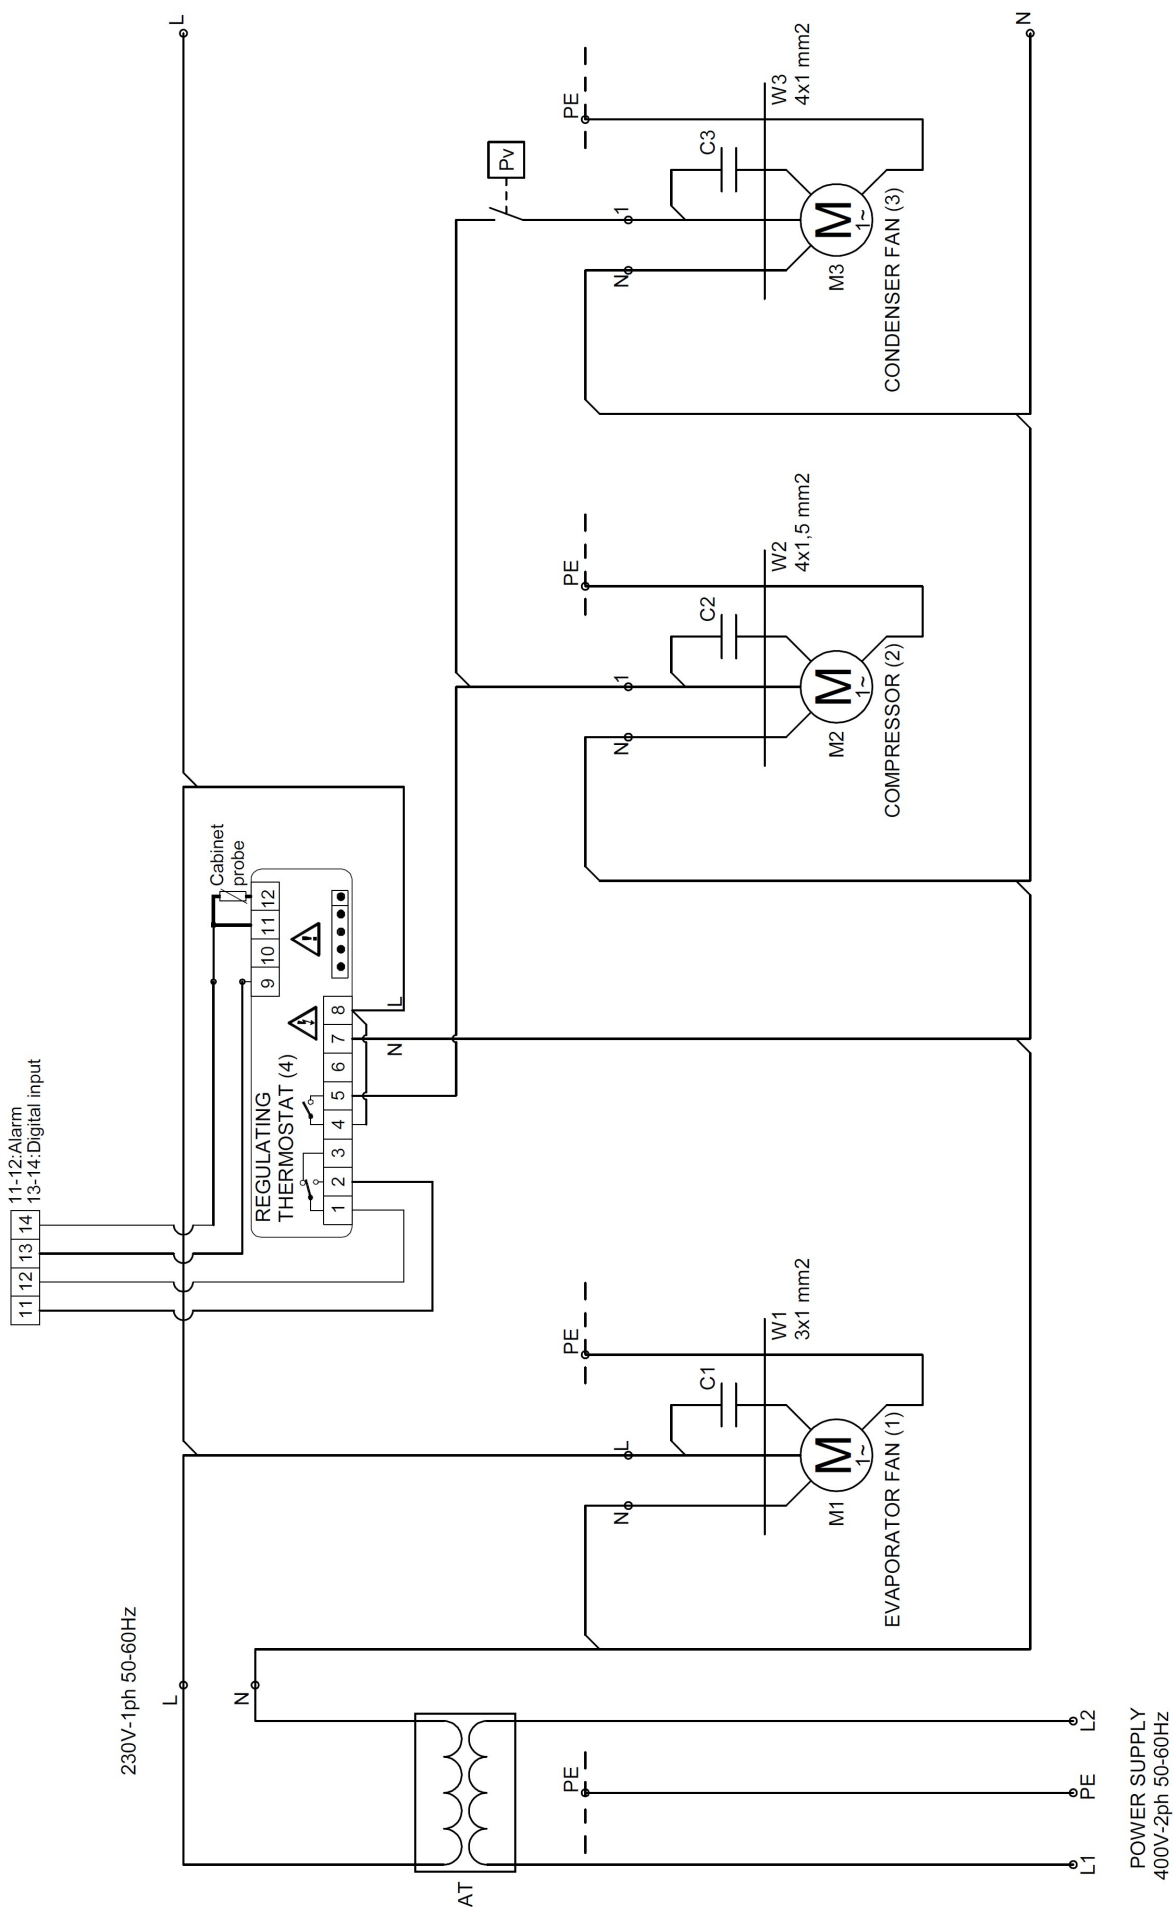 L
N
11-12:Alarm
13-14:Digital input
11 12 13 14
230V-1ph 50-60Hz
L
N
Cabinet
probe
9 10 11 12
REGULATING
THERMOSTAT (4)
1 2 3 4 5 6 7 8
N
L
Pv
AT
PE
PE
PE
PE
N
L
C1
N
1
C2
N
1
C3
W1
3x1 mm2
W2
4x1,5 mm2
W3
4x1 mm2
M
1~
M1
EVAPORATOR FAN (1)
M
1~
M2
COMPRESSOR (2)
M
1~
M3
CONDENSER FAN (3)
L1
PE
L2
POWER SUPPLY
400V-2ph 50-60Hz